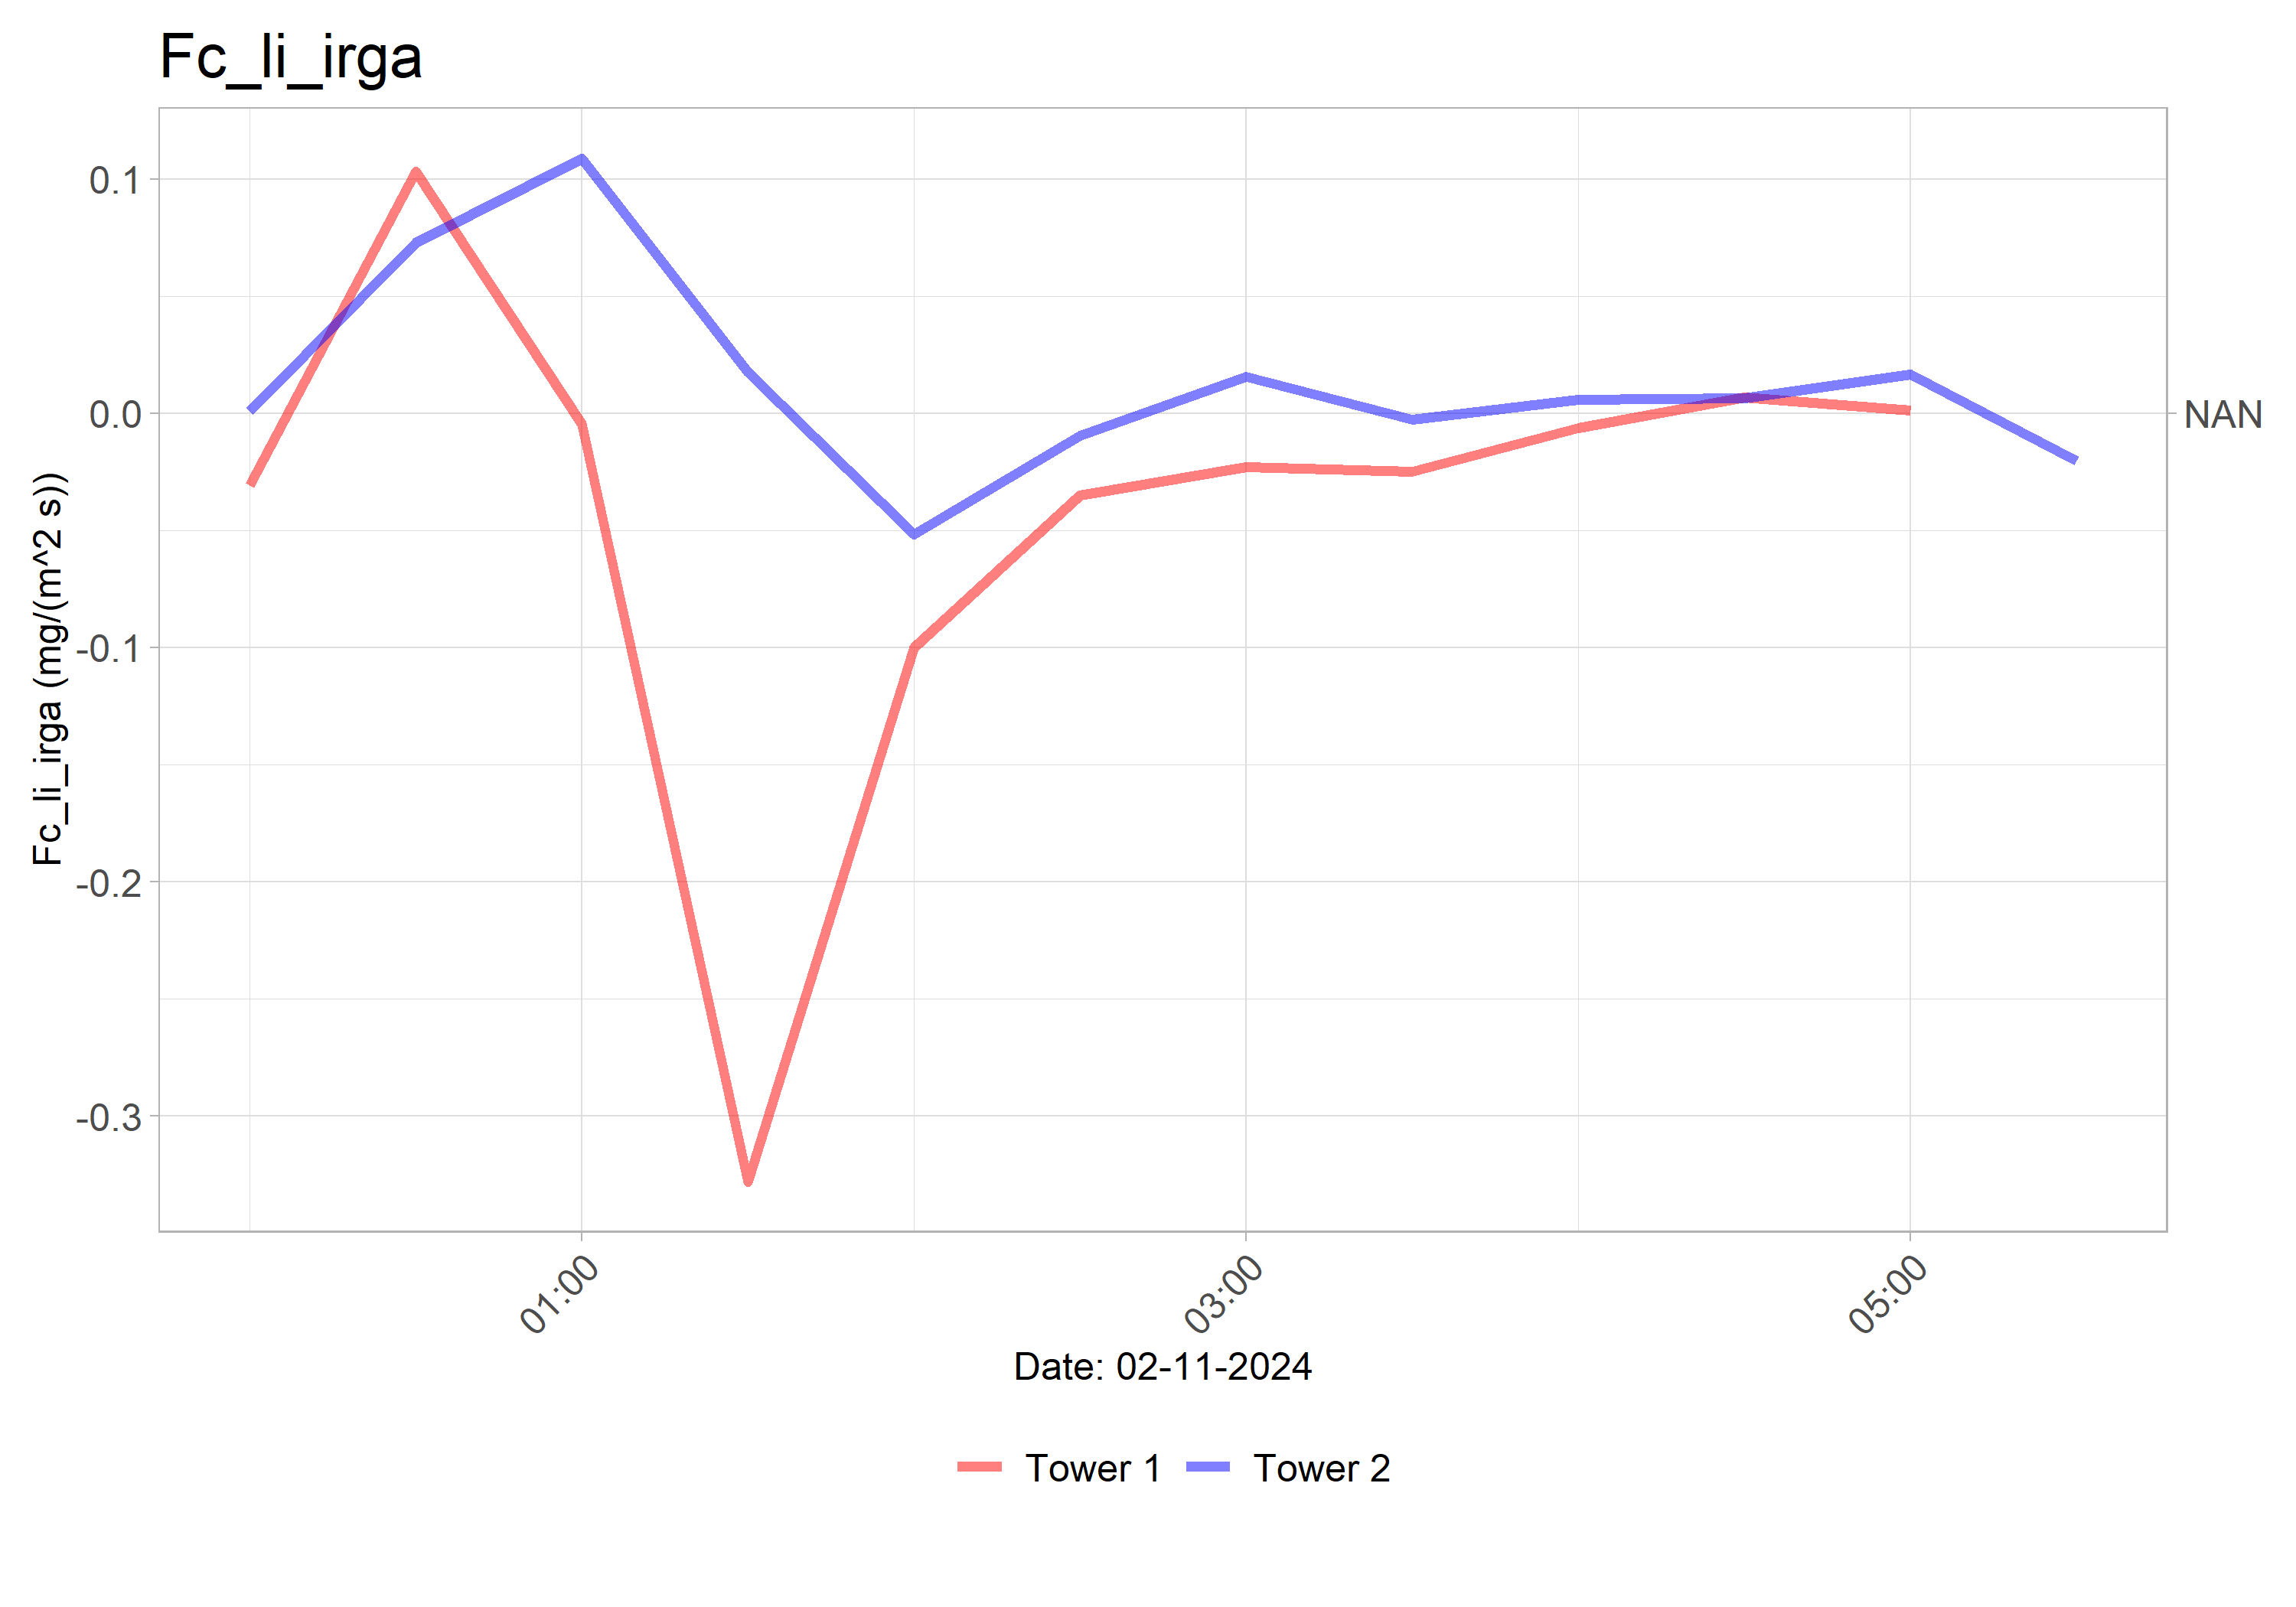 Fc_li_irga
Fc_li_irga (mg/(m^2 s))
0.1
0.0
-0.1
-0.2
-0.3
NAN
01:00
03:00
05:00
Date: 02-11-2024
Tower 1
Tower 2